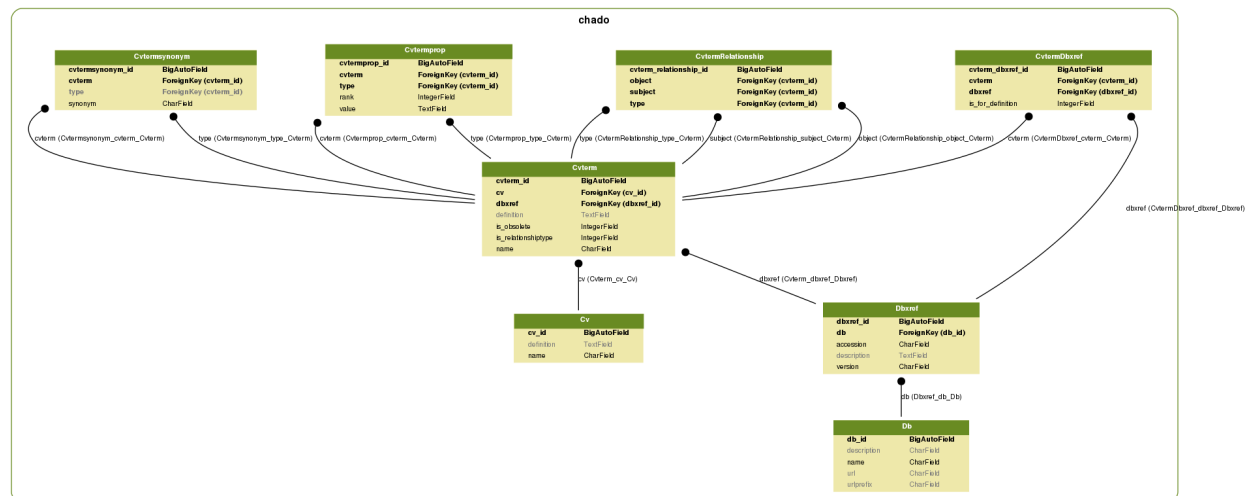 chado
Cvtermsynonym
cvtermsynonym_id BigAutoField
cvterm ForeignKey (cvterm_id)
type ForeignKey (cvterm_id)
synonym CharField
Cvtermprop
cvtermprop_id BigAutoField
cvterm ForeignKey (cvterm_id)
type ForeignKey (cvterm_id)
rank IntegerField
value TextField
CvtermRelationship
cvterm_relationship_id BigAutoField
object ForeignKey (cvterm_id)
subject ForeignKey (cvterm_id)
type ForeignKey (cvterm_id)
CvtermDbxref
cvterm_dbxref_id BigAutoField
cvterm ForeignKey (cvterm_id)
dbxref ForeignKey (dbxref_id)
is_for_definition IntegerField
cvterm (Cvtermsynonym_cvterm_Cvterm)
type (Cvtermsynonym_type_Cvterm)
cvterm (Cvtermprop_cvterm_Cvterm)
type (Cvtermprop_type_Cvterm)
type (CvtermRelationship_type_Cvterm)
subject (CvtermRelationship_subject_Cvterm)
object (CvtermRelationship_object_Cvterm)
cvterm (CvtermDbxref_cvterm_Cvterm)
Cvterm
cvterm_id BigAutoField
cv ForeignKey (cv_id)
dbxref ForeignKey (dbxref_id)
definition TextField
is_obsolete IntegerField
is_relationshiptype IntegerField
name CharField
dbxref (CvtermDbxref_dbxref_Dbxref)
cv (Cvterm_cv_Cv)
dbxref (Cvterm_dbxref_Dbxref)
Cv
cv_id BigAutoField
definition TextField
name CharField
Dbxref
dbxref_id BigAutoField
db ForeignKey (db_id)
accession CharField
description TextField
version CharField
db (Dbxref_db_Db)
Db
db_id BigAutoField
description CharField
name CharField
url CharField
urlprefix CharField